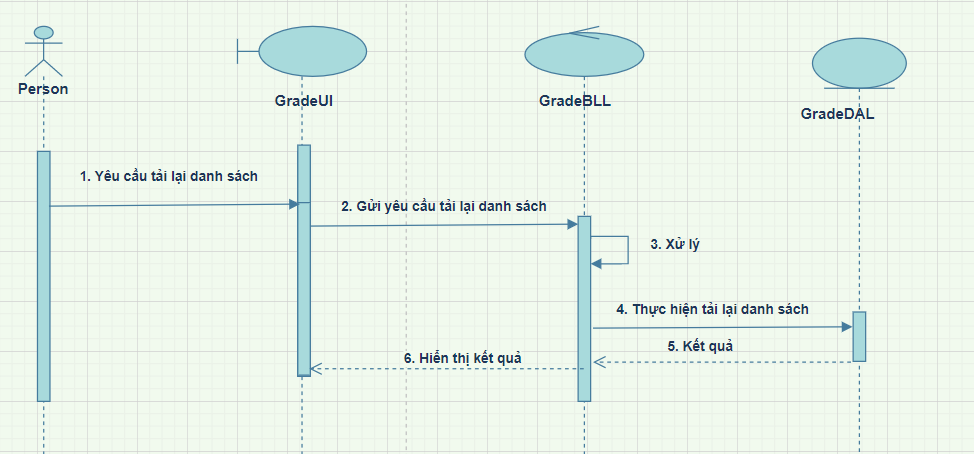 Person
GradeUI
GradeBLL
GradeDAL
1. Yêu cầu tải lại danh sách
2. Gửi yêu cầu tải lại danh sách
3. Xử lý
4. Thực hiện tải lại danh sách
5. Kết quả
6. Hiển thị kết quả